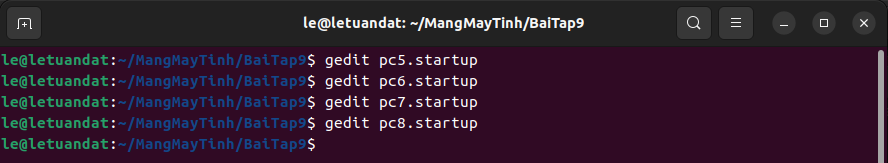 le@letuandat: ~/MangMayTinh/BaiTap9
le@letuandat:~/MangMayTinh/BaiTap9$ gedit pc5.startup
le@letuandat:~/MangMayTinh/BaiTap9$ gedit pc6.startup
le@letuandat:~/MangMayTinh/BaiTap9$ gedit pc7.startup
le@letuandat:~/MangMayTinh/BaiTap9$ gedit pc8.startup
le@letuandat:~/MangMayTinh/BaiTap9$